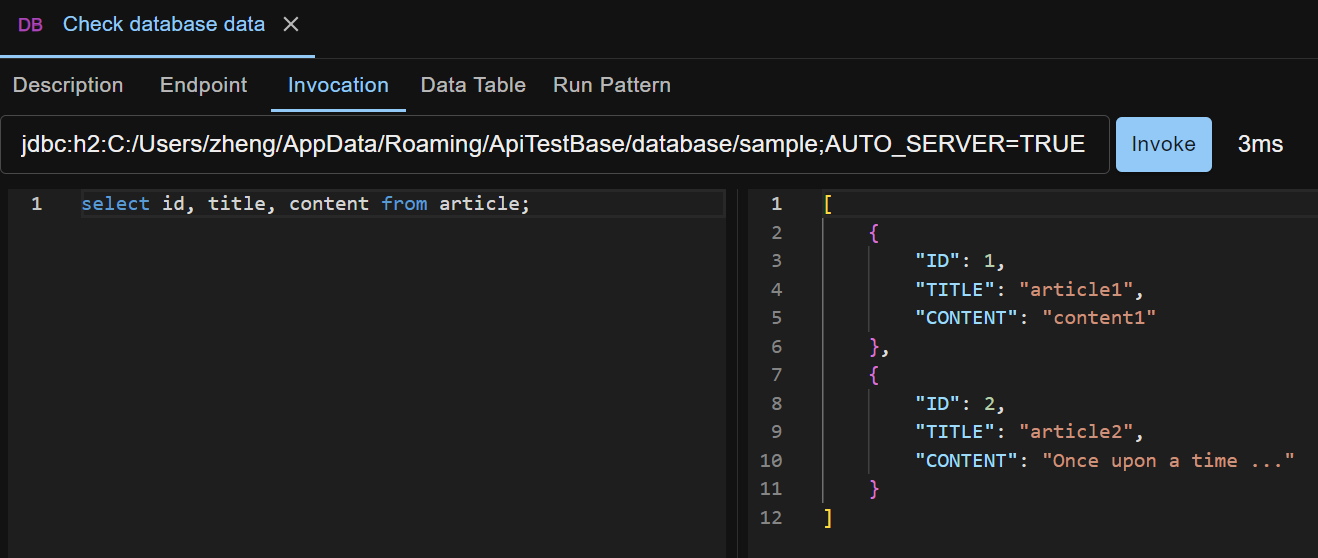 DB Check database data
Description Endpoint Invocation Data Table Run Pattern
jdbc:h2:C:/Users/zheng/AppData/Roaming/ApiTestBase/database/sample;AUTO_SERVER=TRUE Invoke 3ms
1 select id, title, content from article;
1 [
2 {
3 "ID": 1,
4 "TITLE": "article1",
5 "CONTENT": "content1"
6 },
7 {
8 "ID": 2,
9 "TITLE": "article2",
10 "CONTENT": "Once upon a time ..."
11 }
12 ]